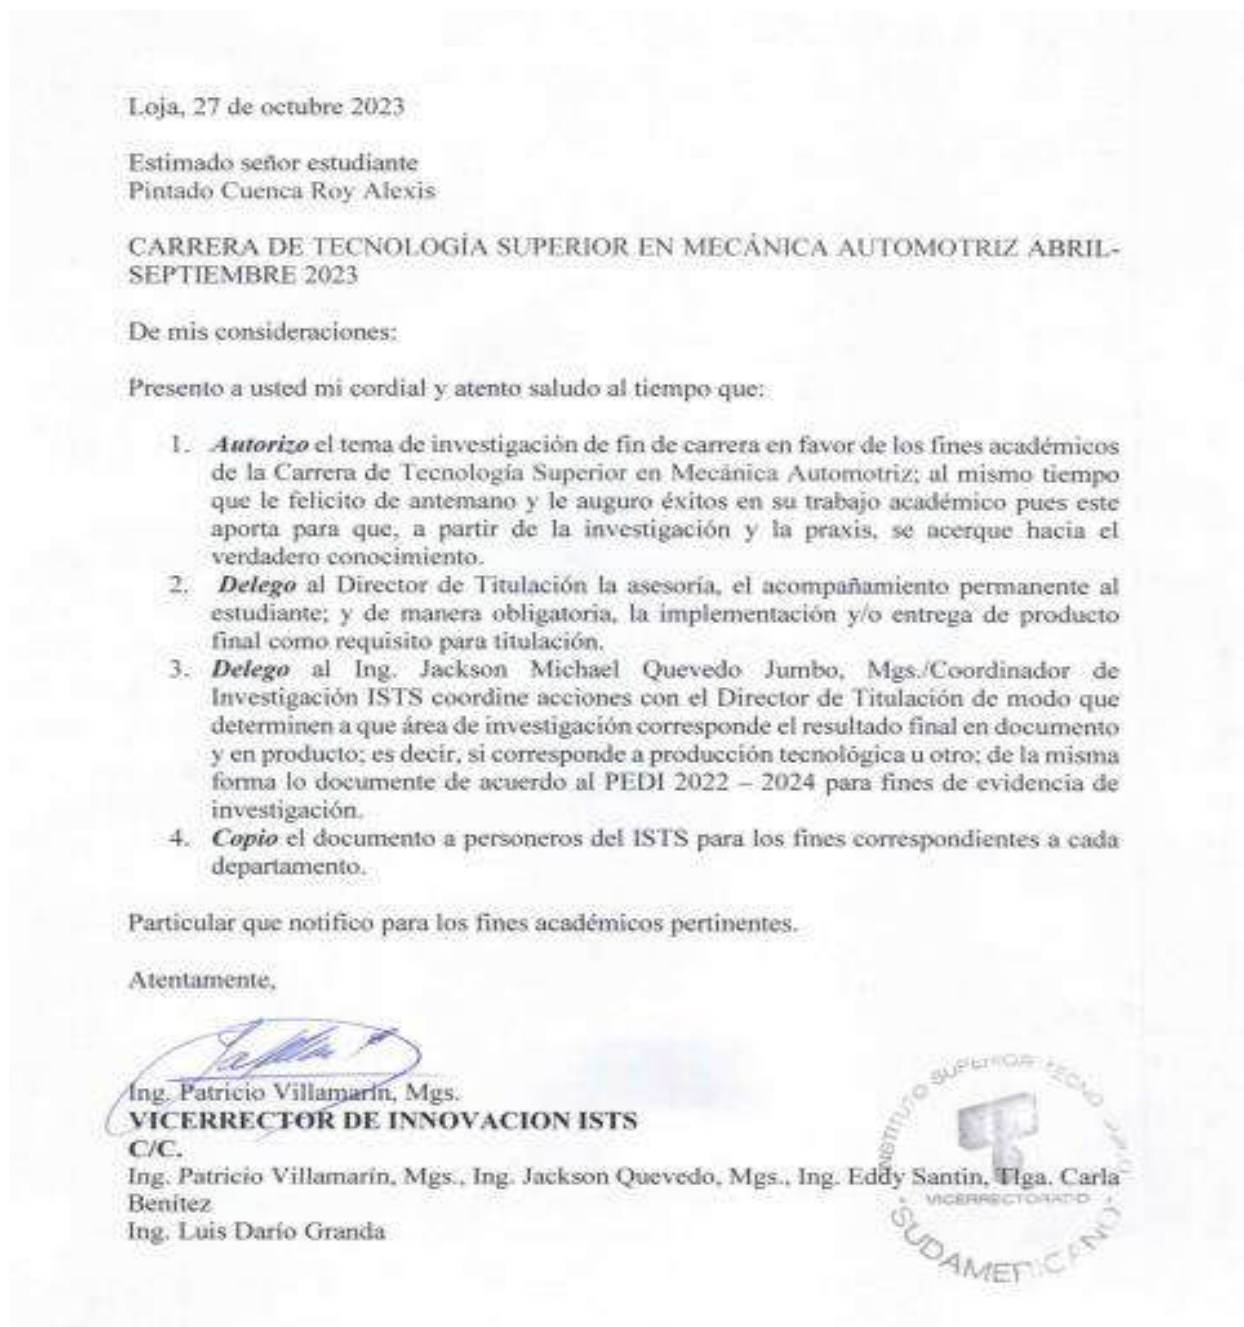 Loja, 27 de octubre 2023
Estimado señor estudiante
Pintado Cuenca Roy Alexis
CARRERA DE TECNOLOGÍA SUPERIOR EN MECÁNICA AUTOMOTRIZ ABRIL-
SEPTIEMBRE 2023
De mis consideraciones:
Presento a usted mi cordial y atento saludo al tiempo que:
1. Autorizo el tema de investigación de fin de carrera en favor de los fines académicos
de la Carrera de Tecnología Superior en Mecánica Automotriz; al mismo tiempo
que le felicito de antemano y le auguro éxitos en su trabajo académico pues este
aporta para que, a partir de la investigación y la praxis, se acerque hacia el
verdadero conocimiento.
2. Delego al Director de Titulación la asesoría, el acompañamiento permanente al
estudiante; y de manera obligatoria, la implementación y/o entrega de producto
final como requisito para titulación.
3. Delego al Ing. Jackson Michael Quevedo Jumbo, Mgs./Coordinador de
Investigación ISTS coordine acciones con el Director de Titulación de modo que
determinen a que área de investigación corresponde el resultado final en documento
y en producto; es decir, si corresponde a producción tecnológica u otro; de la misma
forma lo documente de acuerdo al PEDI 2022 – 2024 para fines de evidencia de
investigación.
4. Copio el documento a personeros del ISTS para los fines correspondientes a cada
departamento.
Particular que notifico para los fines académicos pertinentes.
Atentamente,
Ing. Patricio Villamarín, Mgs.
VICERRECTOR DE INNOVACION ISTS
C/C.
Ing. Patricio Villamarín, Mgs., Ing. Jackson Quevedo, Mgs., Ing. Eddy Santin, Tlga. Carla
Benítez
Ing. Luis Darío Granda
INSTITUTO SUPERIOR TECNO
VICERRECTORADO
SUDAMERICANO